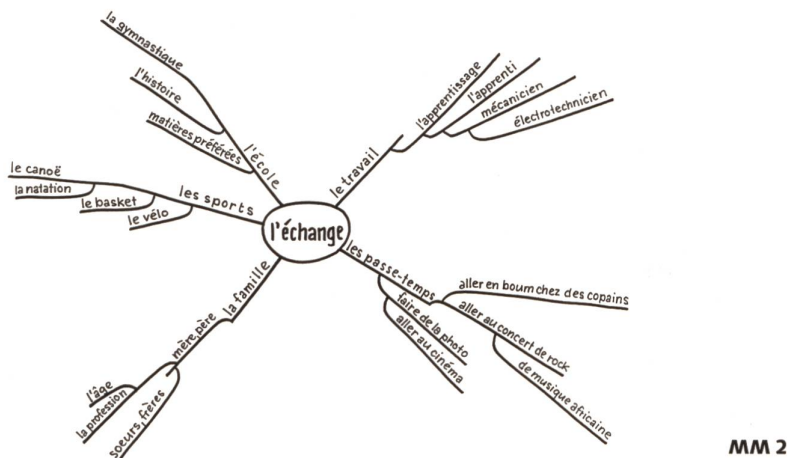 la gymnastique
l'histoire
matières préférées
l'école
le travail
l'apprentissage
l'apprenti
mécanicien
électrotechnicien
le canoë
la natation
le basket
le vélo
les sports
l'échange
les passe-temps
aller en boum chez des copains
aller au concert de rock
de musique africaine
faire de la photo
aller au cinéma
la famille
mère, père
l'âge
la profession
soeurs, frères
MM 2